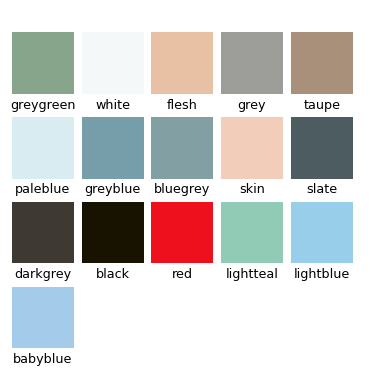 greygreen white flesh grey taupe
paleblue greyblue bluegrey skin slate
darkgrey black red lightteal lightblue
babyblue